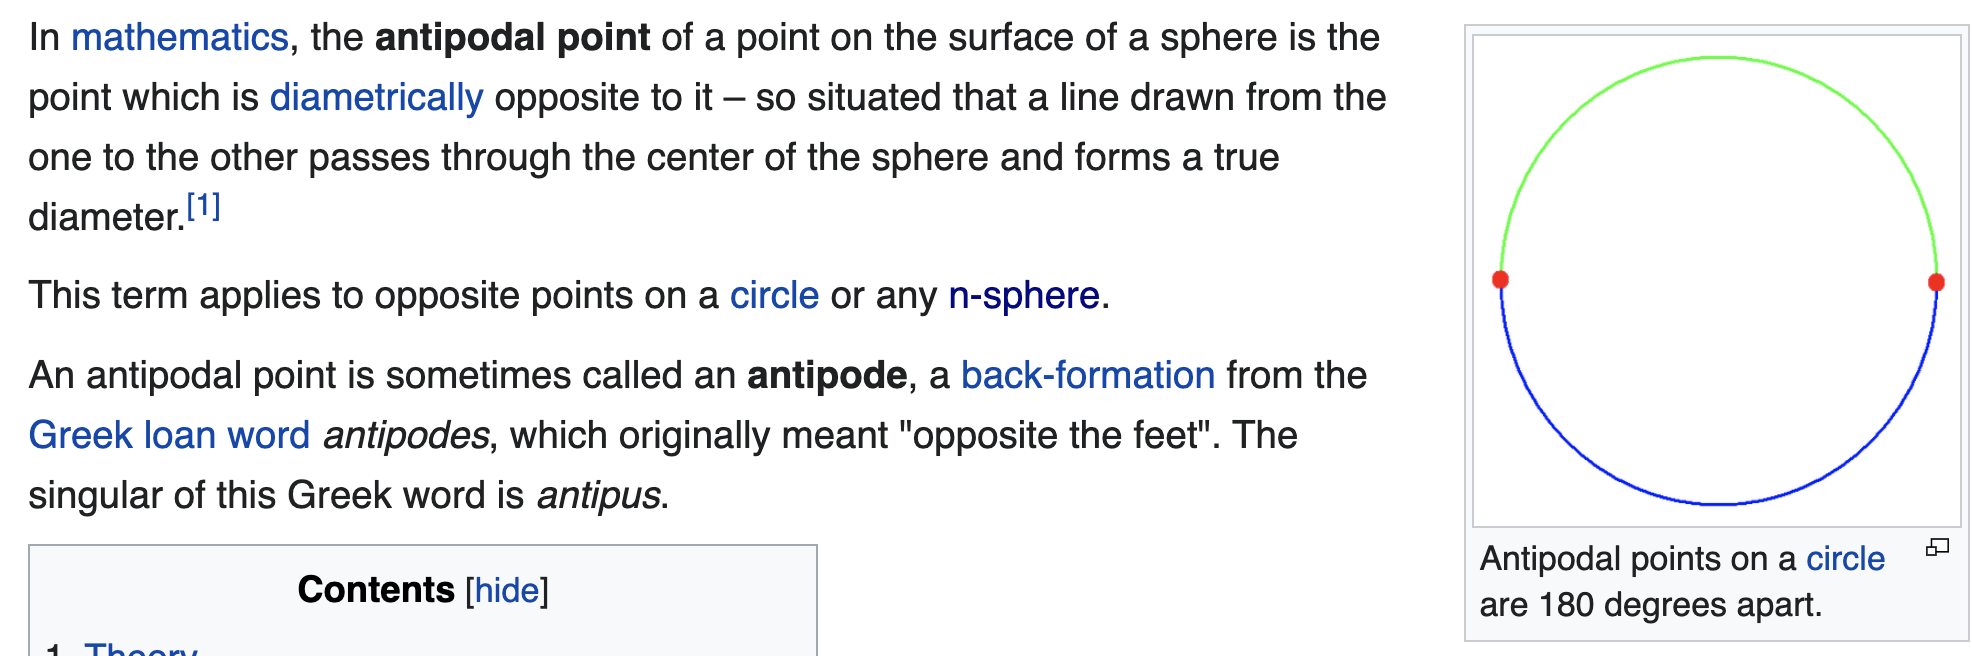 In mathematics, the antipodal point of a point on the surface of a sphere is the
point which is diametrically opposite to it – so situated that a line drawn from the
one to the other passes through the center of the sphere and forms a true
diameter.[1]
This term applies to opposite points on a circle or any n-sphere.
An antipodal point is sometimes called an antipode, a back-formation from the
Greek loan word antipodes, which originally meant "opposite the feet". The
singular of this Greek word is antipus.
Contents [hide]
1 Theory
Antipodal points on a circle
are 180 degrees apart.